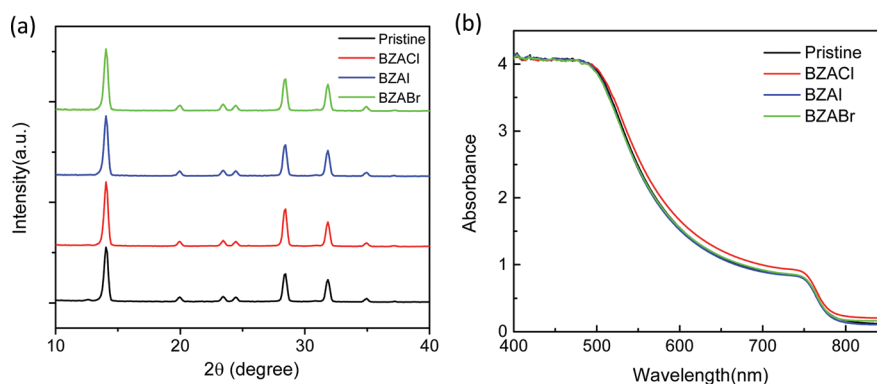 (a)
Pristine
BZACl
BZAI
BZABr
Intensity(a.u.)
10 20 30 40
2θ (degree)
(b)
Pristine
BZACl
BZAI
BZABr
Absorbance
4
3
2
1
0
400 500 600 700 800
Wavelength(nm)